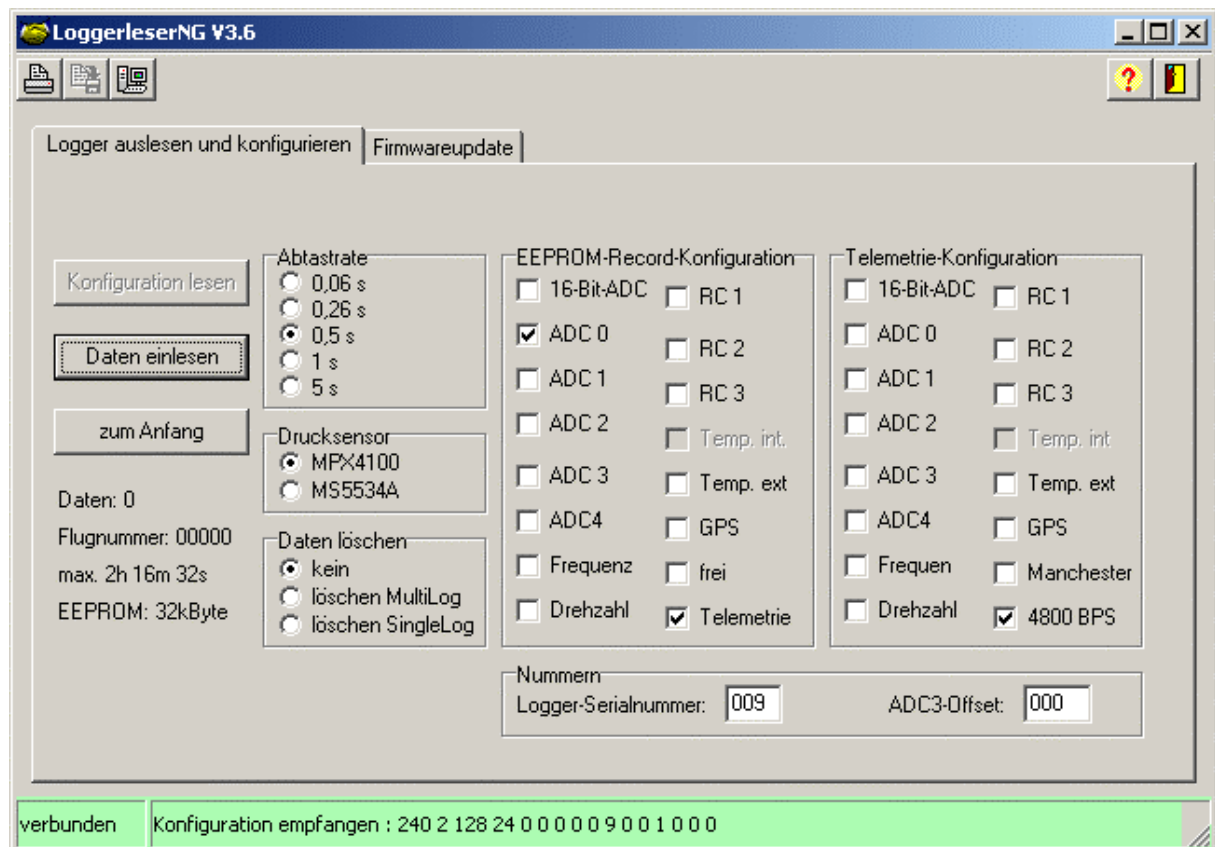 LoggerleserNG V3.6
Logger auslesen und konfigurieren
Firmwareupdate
Konfiguration lesen
Daten einlesen
zum Anfang
Daten: 0
Flugnummer: 00000
max. 2h 16m 32s
EEPROM: 32kByte
Abtastrate
0,06 s
0,26 s
0,5 s
1 s
5 s
Drucksensor
MPX4100
MS5534A
Daten löschen
kein
löschen MultiLog
löschen SingleLog
EEPROM-Record-Konfiguration
16-Bit-ADC
ADC 0
ADC 1
ADC 2
ADC 3
ADC4
Frequenz
Drehzahl
RC 1
RC 2
RC 3
Temp. int.
Temp. ext
GPS
frei
Telemetrie
Telemetrie-Konfiguration
16-Bit-ADC
ADC 0
ADC 1
ADC 2
ADC 3
ADC4
Frequen
Drehzahl
RC 1
RC 2
RC 3
Temp. int
Temp. ext
GPS
Manchester
4800 BPS
Nummern
Logger-Serialnummer: 009
ADC3-Offset: 000
verbunden
Konfiguration empfangen : 240 2 128 24 0 0 0 0 0 9 0 0 1 0 0 0